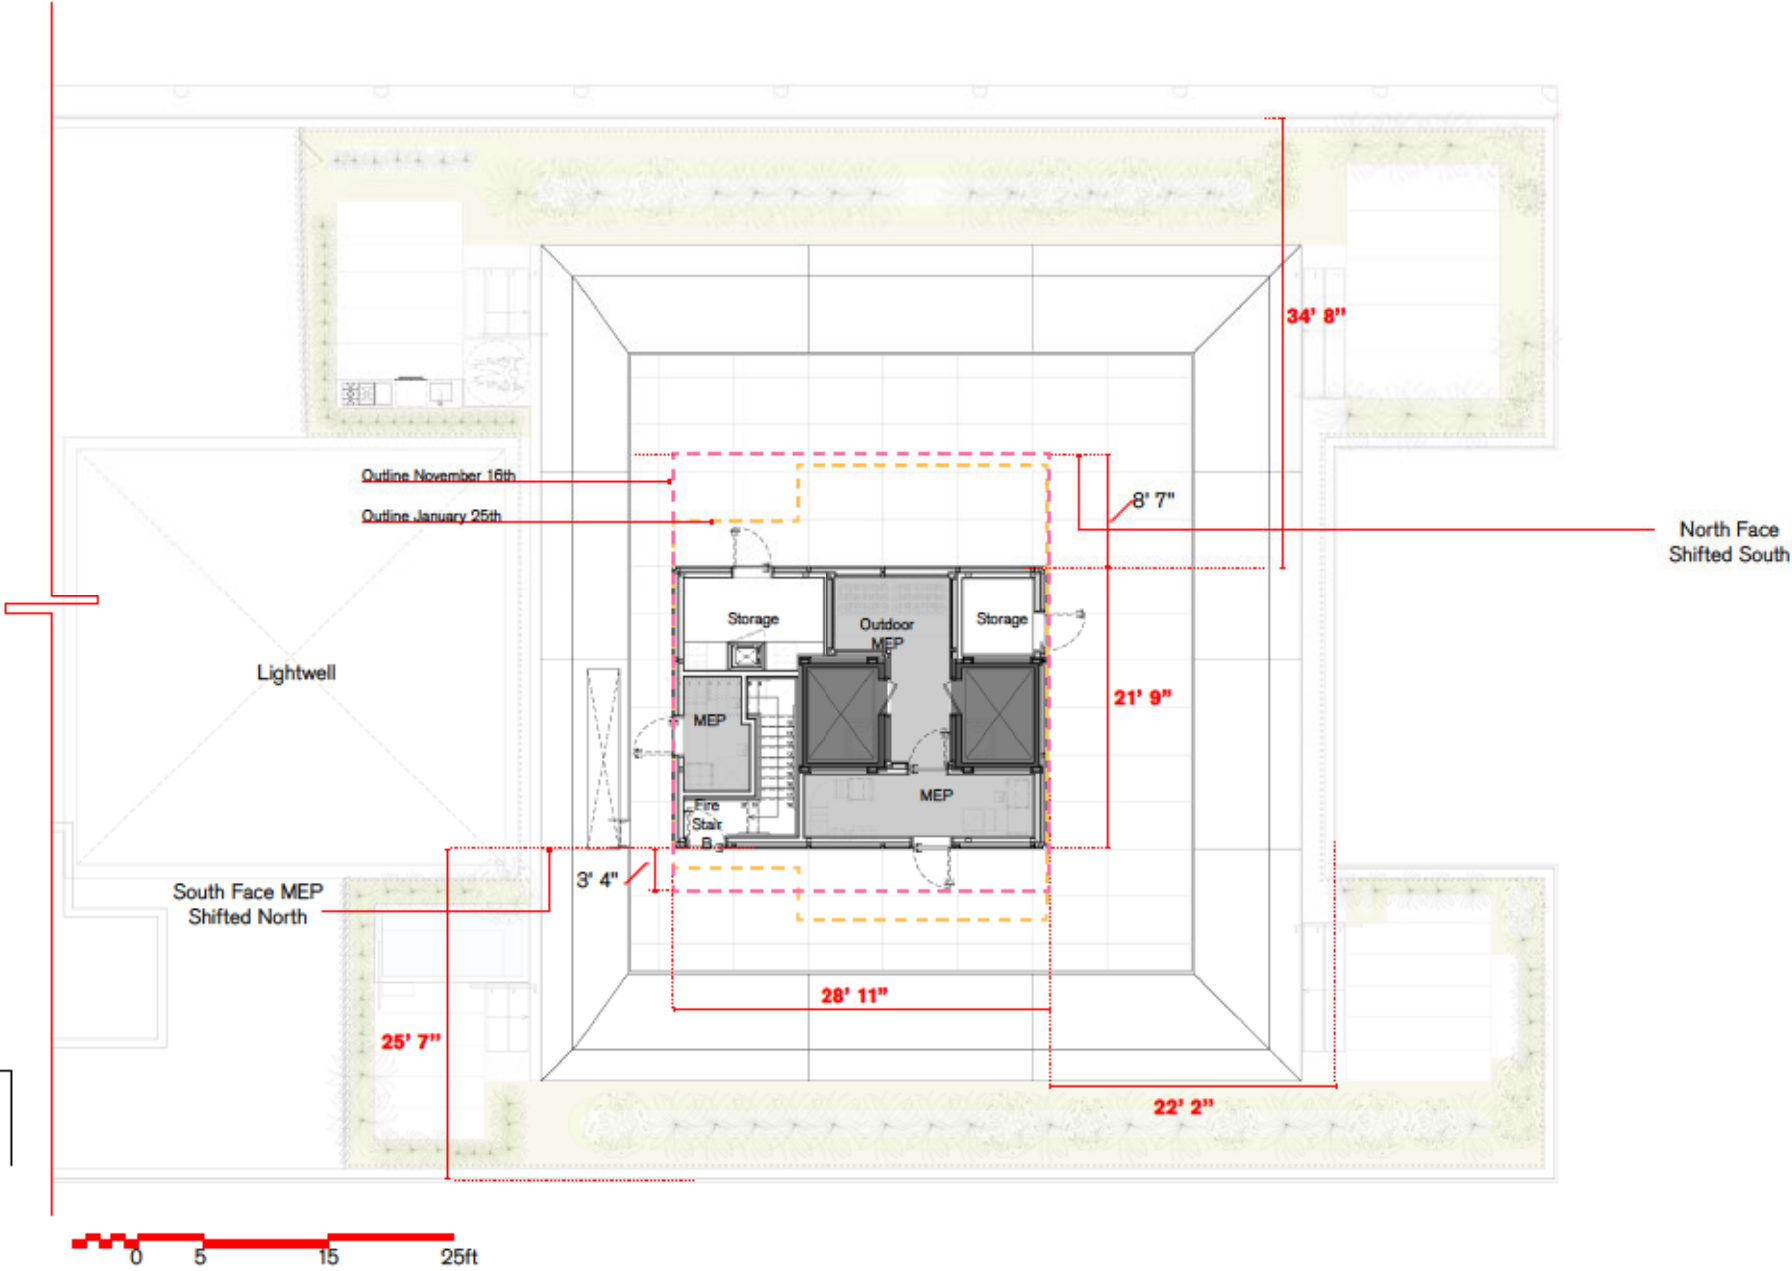 34' 8"
Outline November 16th
8' 7"
Outline January 25th
North Face
Shifted South
Storage
Outdoor
MEP
Storage
Lightwell
21' 9"
MEP
MEP
Fire
Stair
B
3' 4"
South Face MEP
Shifted North
28' 11"
25' 7"
22' 2"
0 5 15 25ft